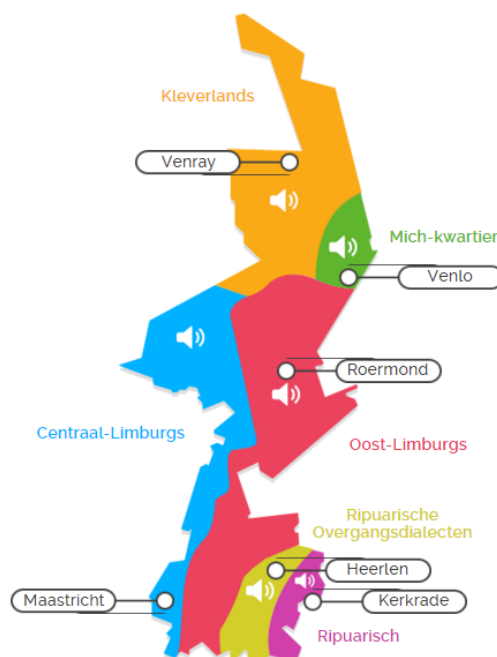 Kleverlands
Venray
Mich-kwartier
Venlo
Roermond
Centraal-Limburgs
Oost-Limburgs
Ripuarische
Overgangsdialecten
Heerlen
Maastricht
Kerkrade
Ripuarisch